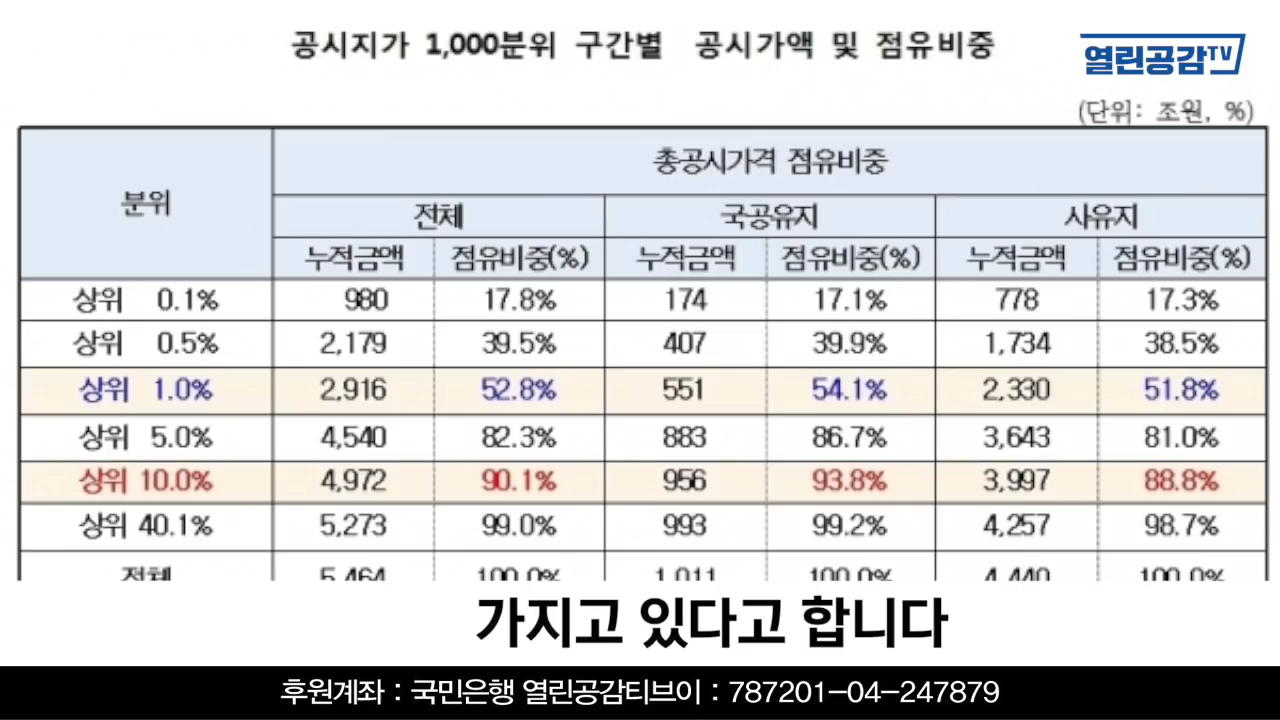 공시지가 1,000분위 구간별 공시가액 및 점유비중
열린공감TV
(단위: 조원, %)
분위 총공시가격 점유비중
전체 국공유지 사유지
누적금액 점유비중(%) 누적금액 점유비중(%) 누적금액 점유비중(%)
상위 0.1% 980 17.8% 174 17.1% 778 17.3%
상위 0.5% 2,179 39.5% 407 39.9% 1,734 38.5%
상위 1.0% 2,916 52.8% 551 54.1% 2,330 51.8%
상위 5.0% 4,540 82.3% 883 86.7% 3,643 81.0%
상위 10.0% 4,972 90.1% 956 93.8% 3,997 88.8%
상위 40.1% 5,273 99.0% 993 99.2% 4,257 98.7%
전체 100.0% 1,011 100.0% 100.0%
가지고 있다고 합니다
후원계좌 : 국민은행 열린공감티브이 : 787201-04-247879